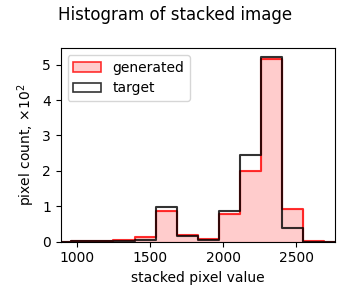 Histogram of stacked image
pixel count, ×10²
5
4
3
2
1
0
generated
target
1000 1500 2000 2500
stacked pixel value